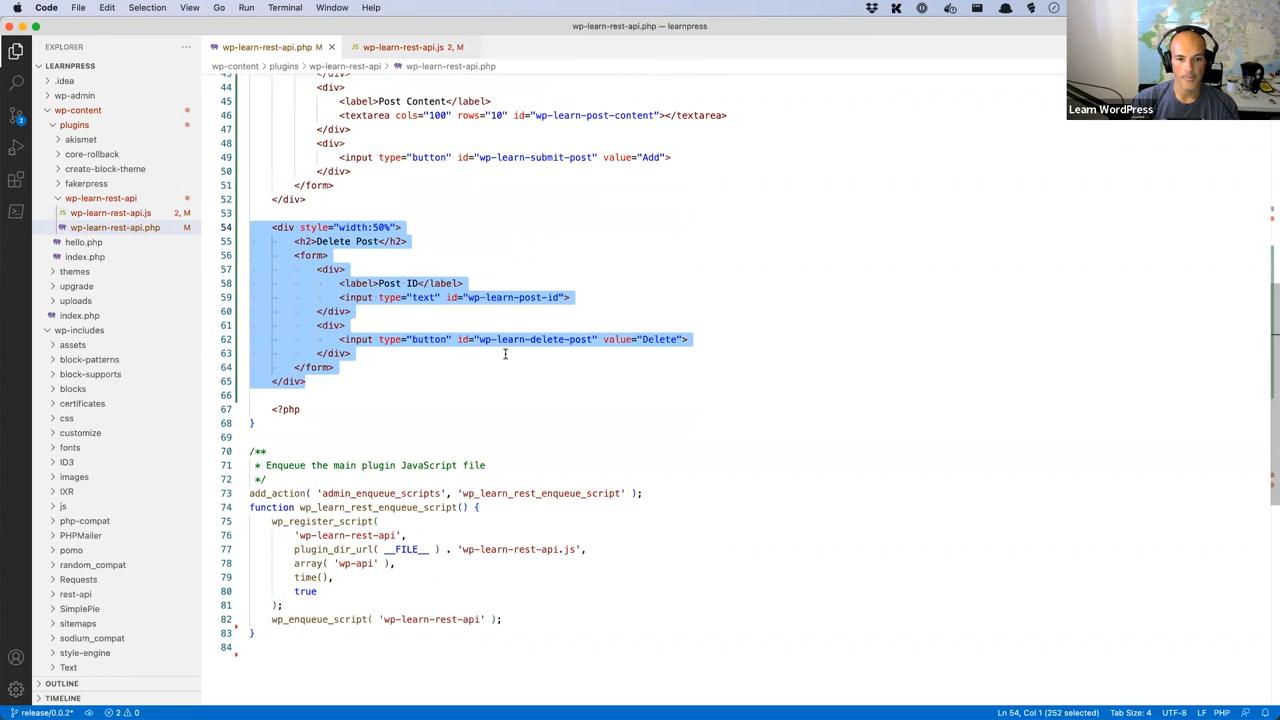 Code File Edit Selection View Go Run Terminal Window Help
wp-learn-rest-api.php — learnpress
EXPLORER
wp-learn-rest-api.php M
wp-learn-rest-api.js 2, M
wp-content > plugins > wp-learn-rest-api > wp-learn-rest-api.php
LEARNPRESS
.idea
wp-admin
wp-content
plugins
akismet
core-rollback
create-block-theme
fakerpress
wp-learn-rest-api
JS wp-learn-rest-api.js 2, M
wp-learn-rest-api.php M
hello.php
index.php
themes
upgrade
uploads
index.php
wp-includes
assets
block-patterns
block-supports
blocks
certificates
css
customize
fonts
ID3
images
IXR
js
php-compat
PHPMailer
pomo
random_compat
Requests
rest-api
SimplePie
sitemaps
sodium_compat
style-engine
Text
OUTLINE
TIMELINE
43 </div>
44 <div>
45 <label>Post Content</label>
46 <textarea cols="100" rows="10" id="wp-learn-post-content"></textarea>
47 </div>
48 <div>
49 <input type="button" id="wp-learn-submit-post" value="Add">
50 </div>
51 </form>
52 </div>
53
54 <div style="width:50%">
55 <h2>Delete Post</h2>
56 <form>
57 <div>
58 <label>Post ID</label>
59 <input type="text" id="wp-learn-post-id">
60 </div>
61 <div>
62 <input type="button" id="wp-learn-delete-post" value="Delete">
63 </div>
64 </form>
65 </div>
66
67 <?php
68 }
69
70 /**
71 * Enqueue the main plugin JavaScript file
72 */
73 add_action( 'admin_enqueue_scripts', 'wp_learn_rest_enqueue_script' );
74 function wp_learn_rest_enqueue_script() {
75 wp_register_script(
76 'wp-learn-rest-api',
77 plugin_dir_url( __FILE__ ) . 'wp-learn-rest-api.js',
78 array( 'wp-api' ),
79 time(),
80 true
81 );
82 wp_enqueue_script( 'wp-learn-rest-api' );
83 }
84
Learn WordPress
release/0.0.2* 2 0
Ln 54, Col 1 (252 selected) Tab Size: 4 UTF-8 LF PHP